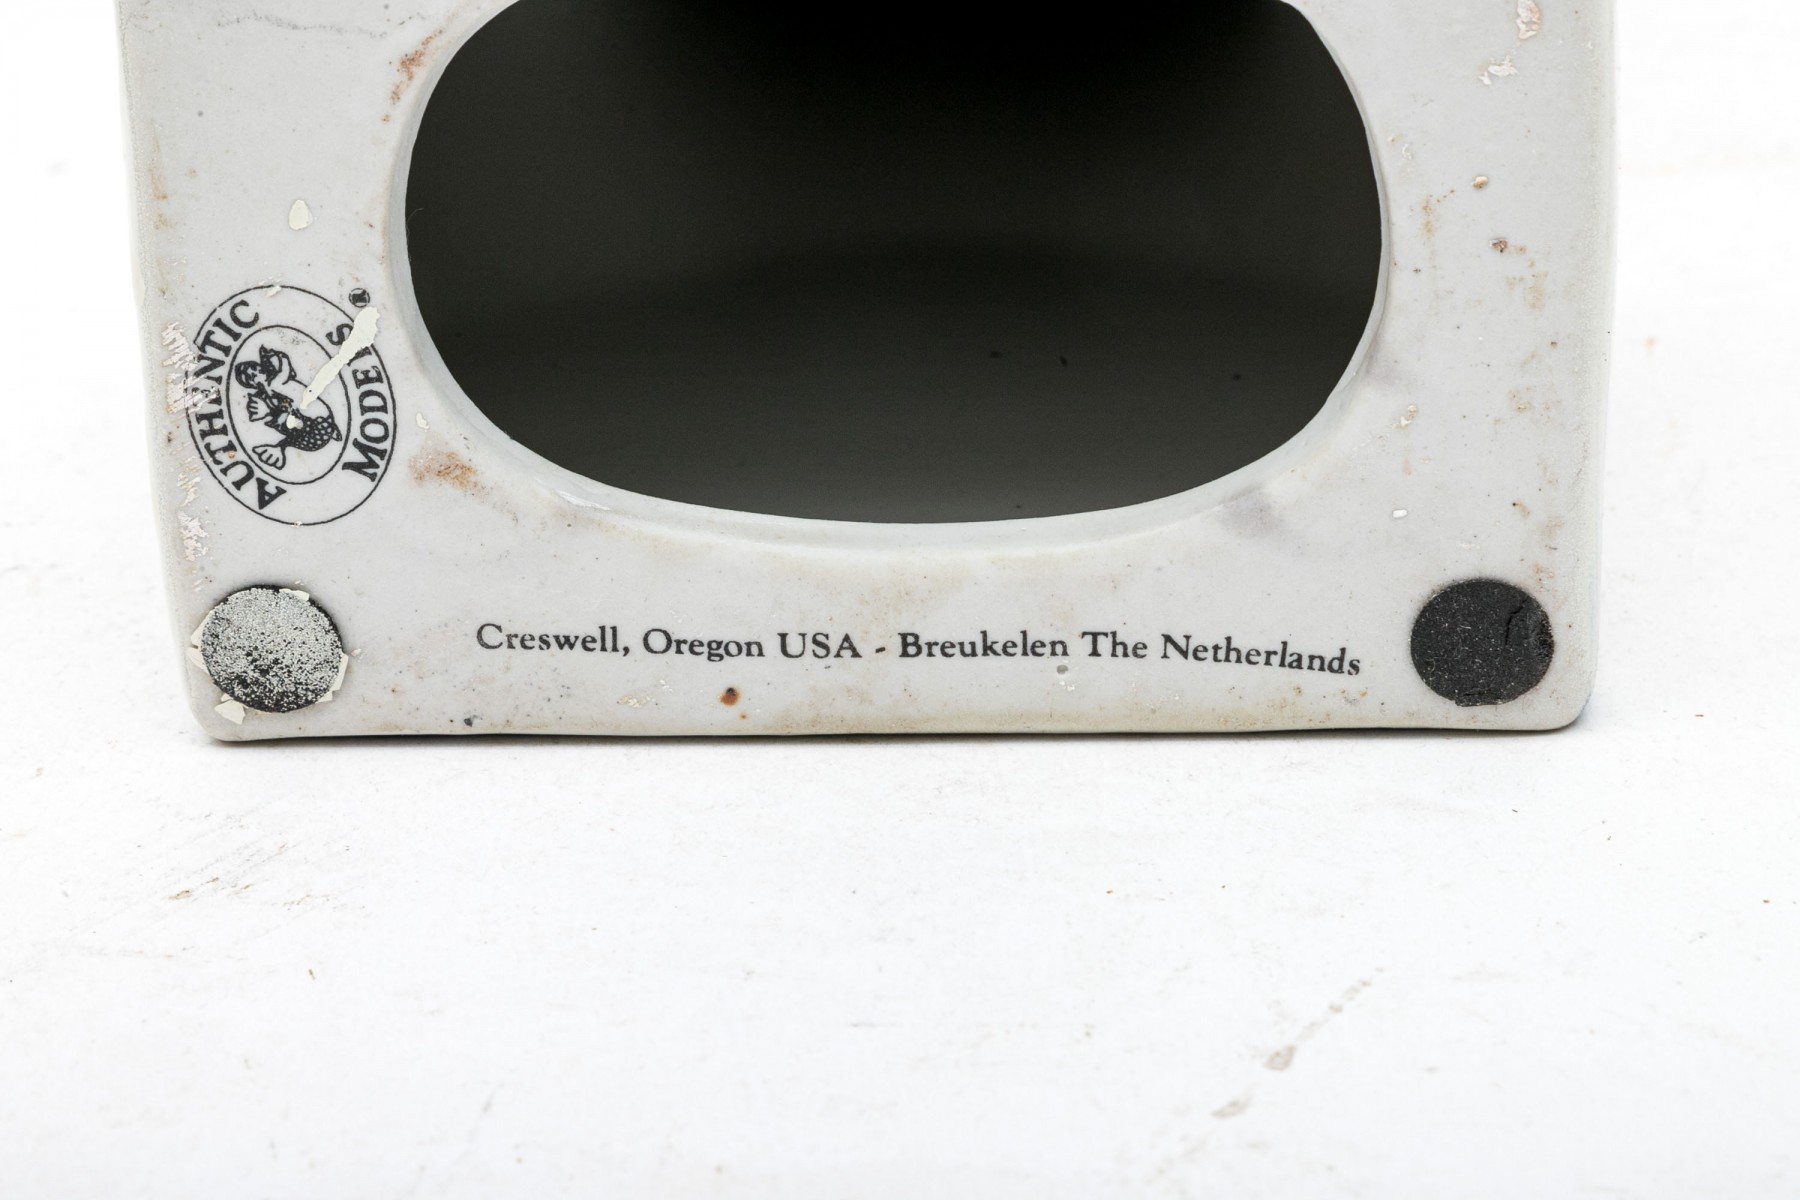 AUTHENTIC MODELS ®
Creswell, Oregon USA - Breukelen The Netherlands